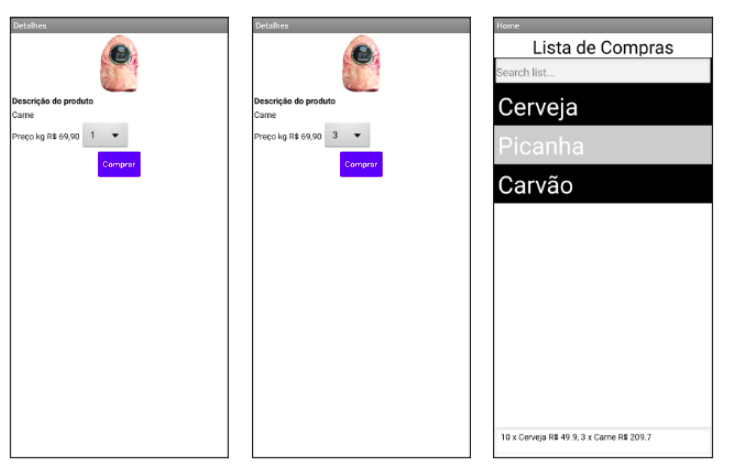 Detalhes
Descrição do produto
Carne
Preço kg R$ 69,90 1
Comprar
Detalhes
Descrição do produto
Carne
Preço kg R$ 69,90 3
Comprar
Home
Lista de Compras
Search list...
Cerveja
Picanha
Carvão
10 x Cerveja R$ 49.9, 3 x Carne R$ 209.7